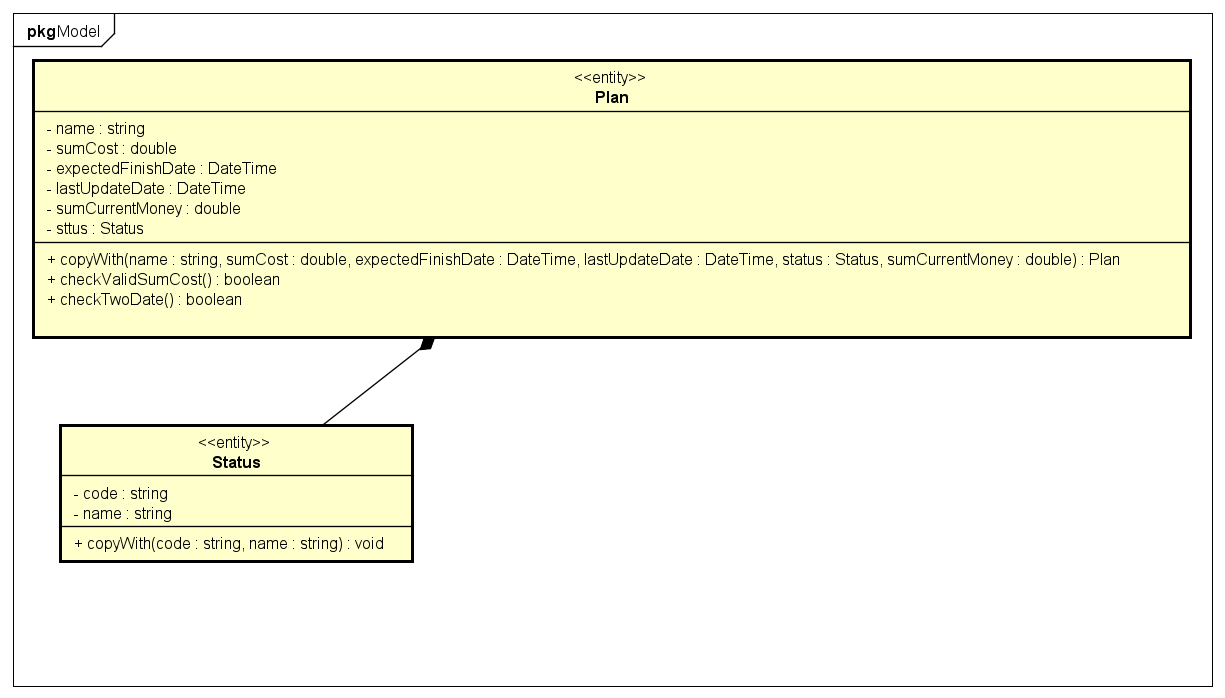 pkgModel
<<entity>>
Plan
- name : string
- sumCost : double
- expectedFinishDate : DateTime
- lastUpdateDate : DateTime
- sumCurrentMoney : double
- sttus : Status
+ copyWith(name : string, sumCost : double, expectedFinishDate : DateTime, lastUpdateDate : DateTime, status : Status, sumCurrentMoney : double) : Plan
+ checkValidSumCost() : boolean
+ checkTwoDate() : boolean
<<entity>>
Status
- code : string
- name : string
+ copyWith(code : string, name : string) : void